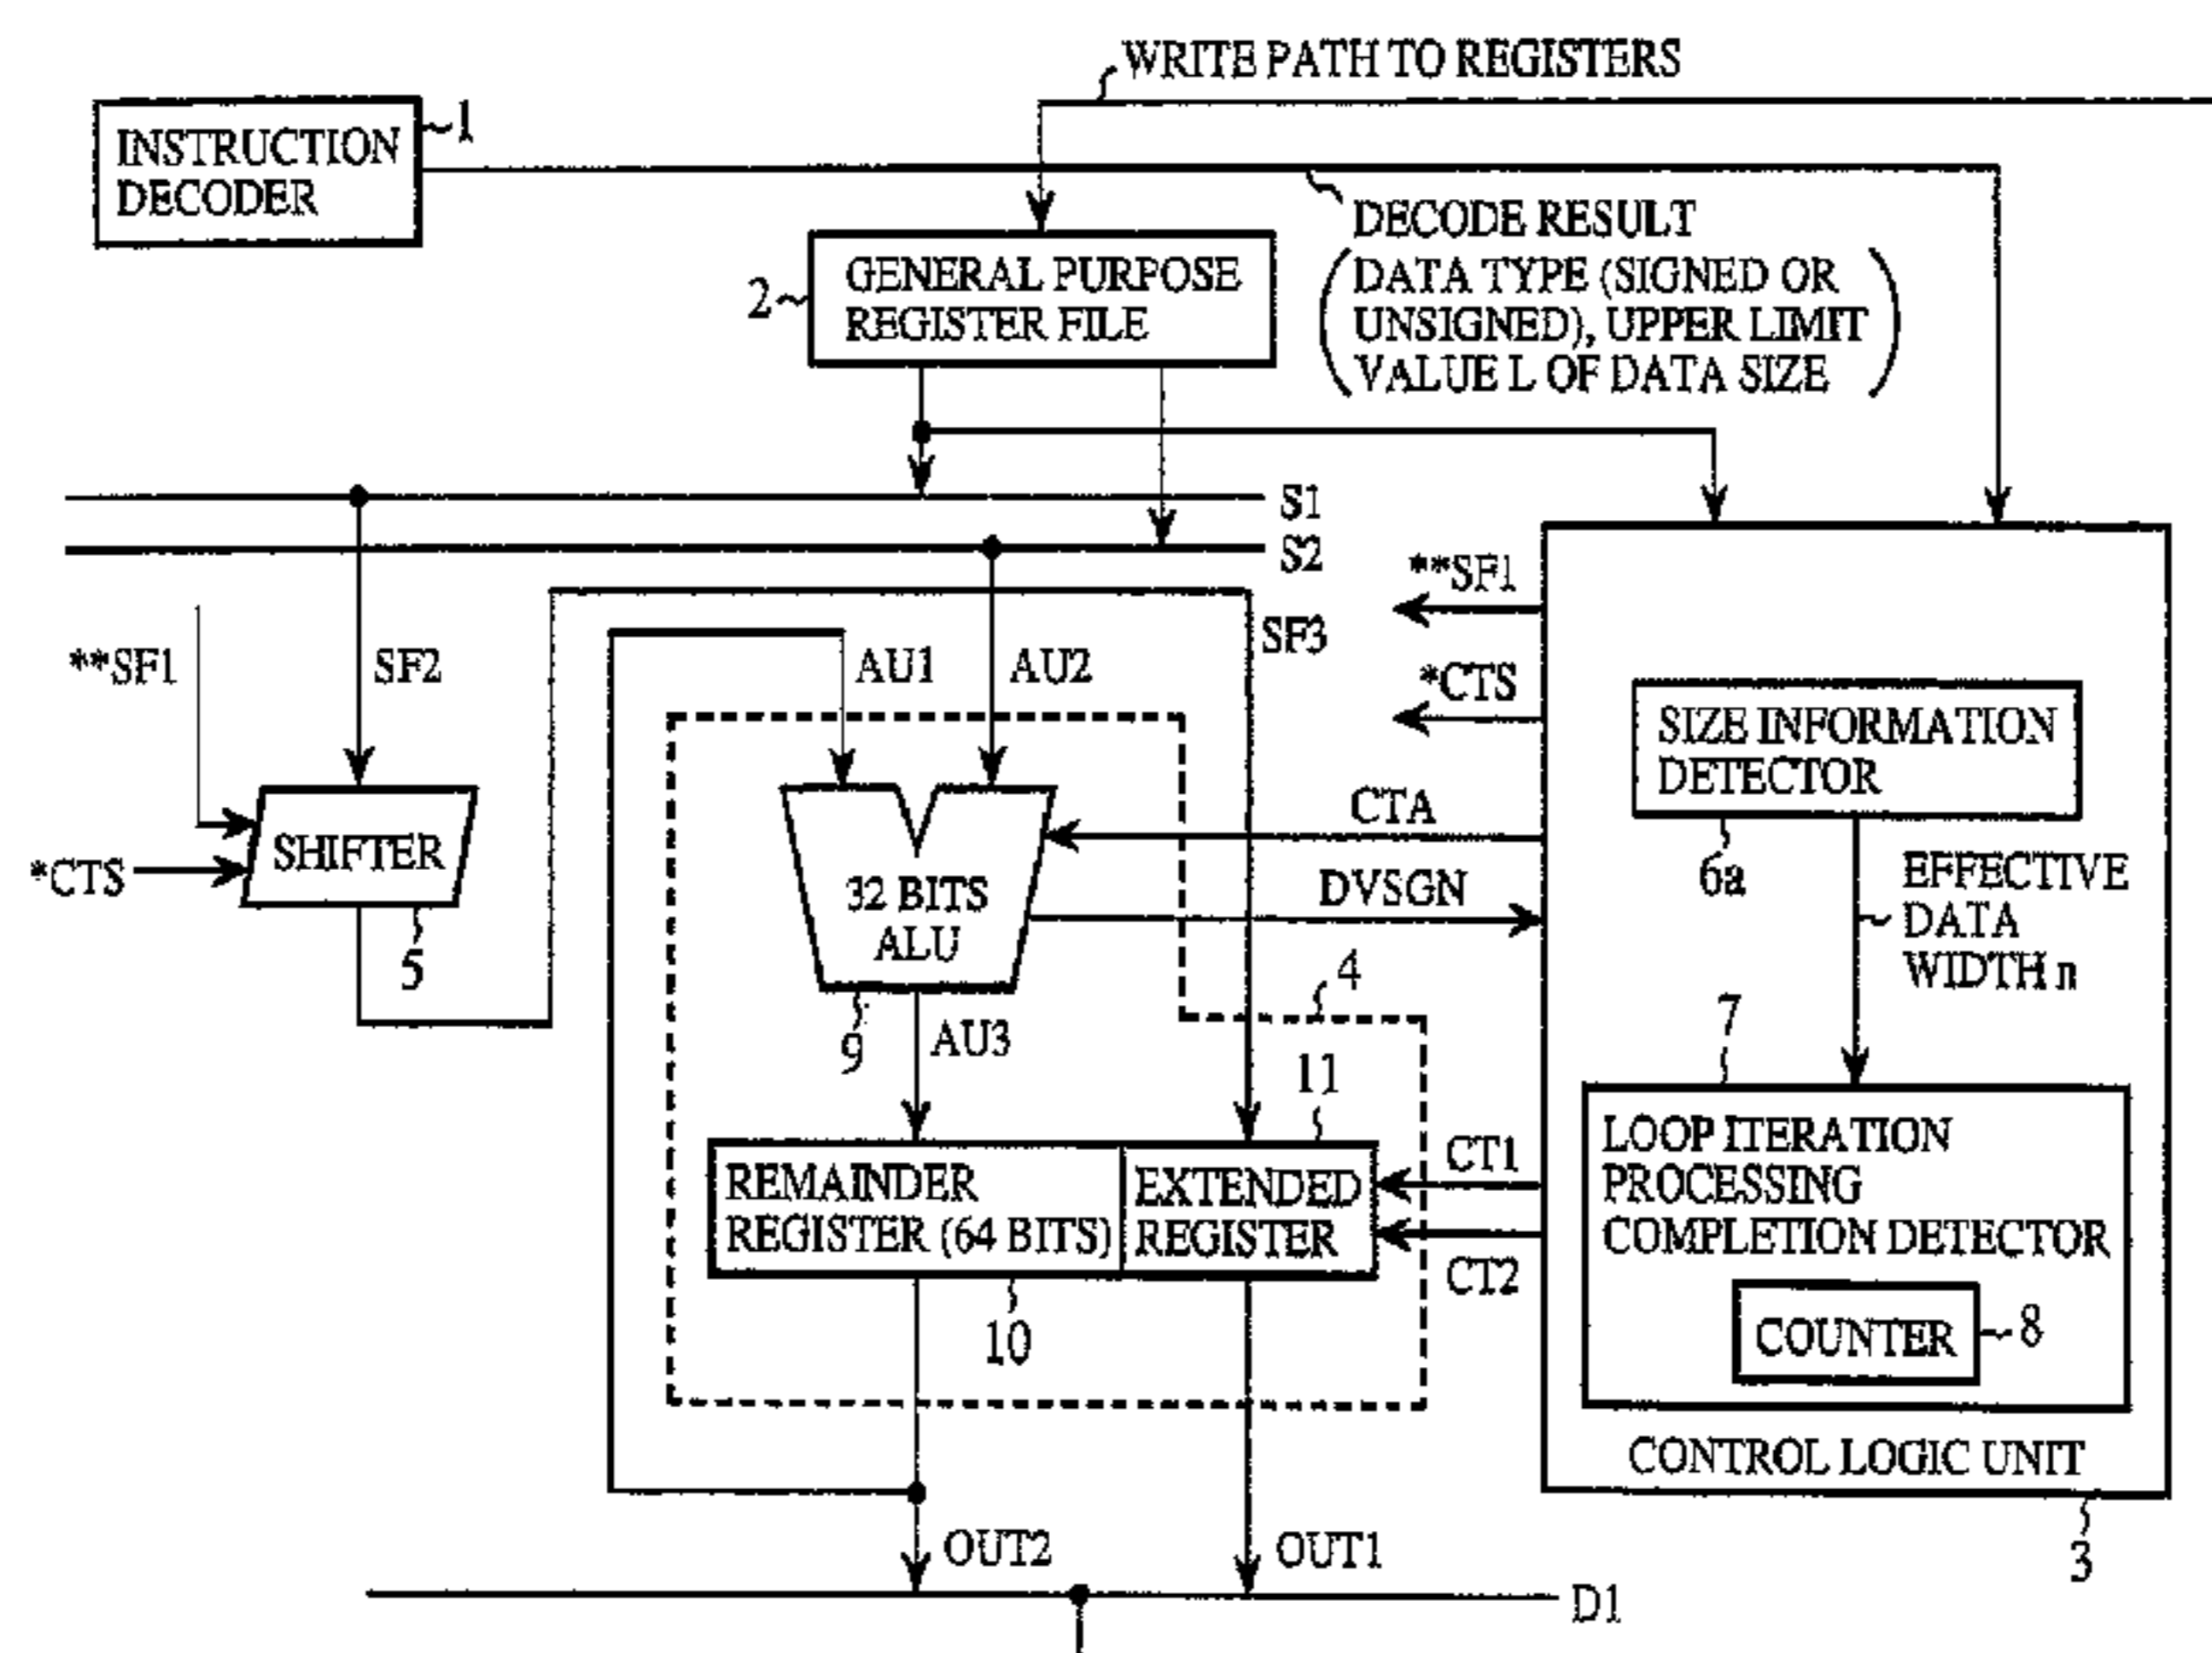 WRITE PATH TO REGISTERS
INSTRUCTION
DECODER
1
DECODE RESULT
DATA TYPE (SIGNED OR
UNSIGNED), UPPER LIMIT
VALUE L OF DATA SIZE
2
GENERAL PURPOSE
REGISTER FILE
S1
S2
**SF1
SF2
AU1
AU2
SF3
**SF1
*CTS
SIZE INFORMATION
DETECTOR
6a
EFFECTIVE
DATA
WIDTH n
SHIFTER
*CTS
5
32 BITS
ALU
9
CTA
DVSGN
4
AU3
11
7
REMAINDER
REGISTER (64 BITS)
EXTENDED
REGISTER
10
CT1
CT2
LOOP ITERATION
PROCESSING
COMPLETION DETECTOR
COUNTER
8
CONTROL LOGIC UNIT
3
OUT2
OUT1
D1